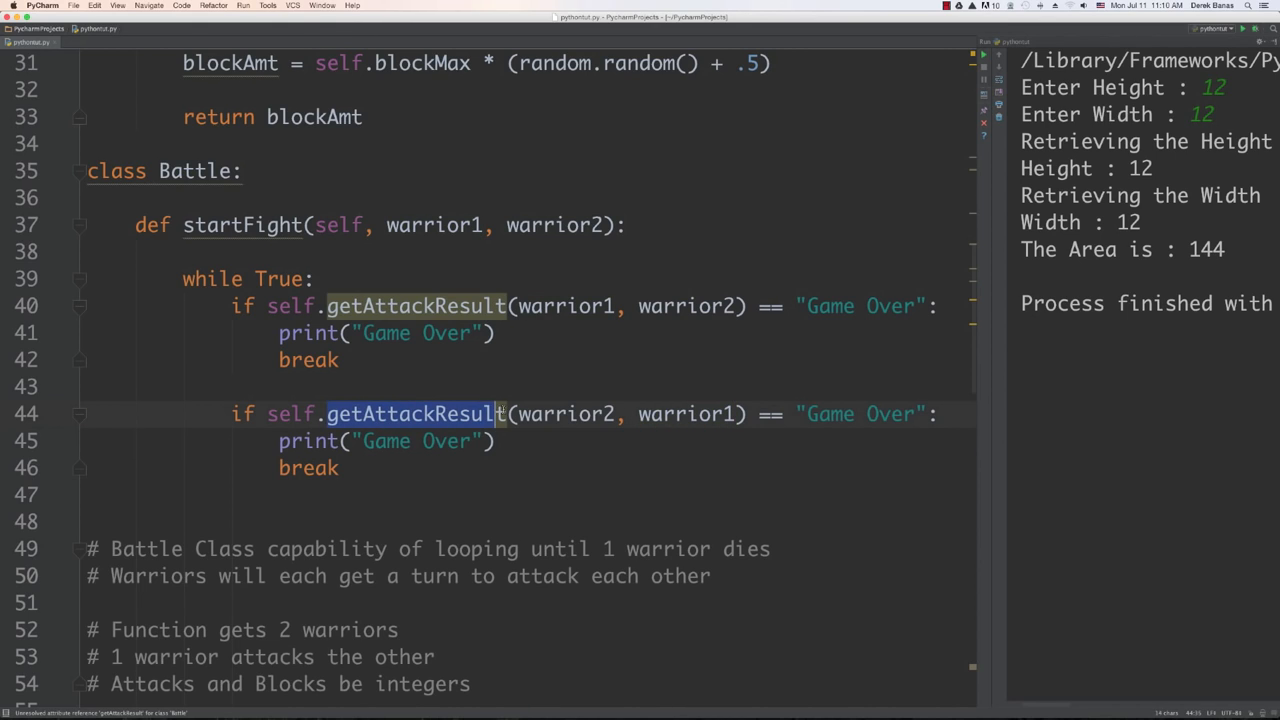 PyCharm File Edit View Navigate Code Refactor Run Tools VCS Window Help
10 Mon Jul 11 11:10 AM Derek Banas
pythontut.py - PycharmProjects - [~/PycharmProjects]
PycharmProjects pythontut.py pythontut
pythontut.py
Run: pythontut
31 blockAmt = self.blockMax * (random.random() + .5)
32
33 return blockAmt
34
35 class Battle:
36
37 def startFight(self, warrior1, warrior2):
38
39 while True:
40 if self.getAttackResult(warrior1, warrior2) == "Game Over":
41 print("Game Over")
42 break
43
44 if self.getAttackResult(warrior2, warrior1) == "Game Over":
45 print("Game Over")
46 break
47
48
49 # Battle Class capability of looping until 1 warrior dies
50 # Warriors will each get a turn to attack each other
51
52 # Function gets 2 warriors
53 # 1 warrior attacks the other
54 # Attacks and Blocks be integers
/Library/Frameworks/Py
Enter Height : 12
Enter Width : 12
Retrieving the Height
Height : 12
Retrieving the Width
Width : 12
The Area is : 144
Process finished with
Unresolved attribute reference 'getAttackResult' for class 'Battle'
14 chars 44:35 LF UTF-8